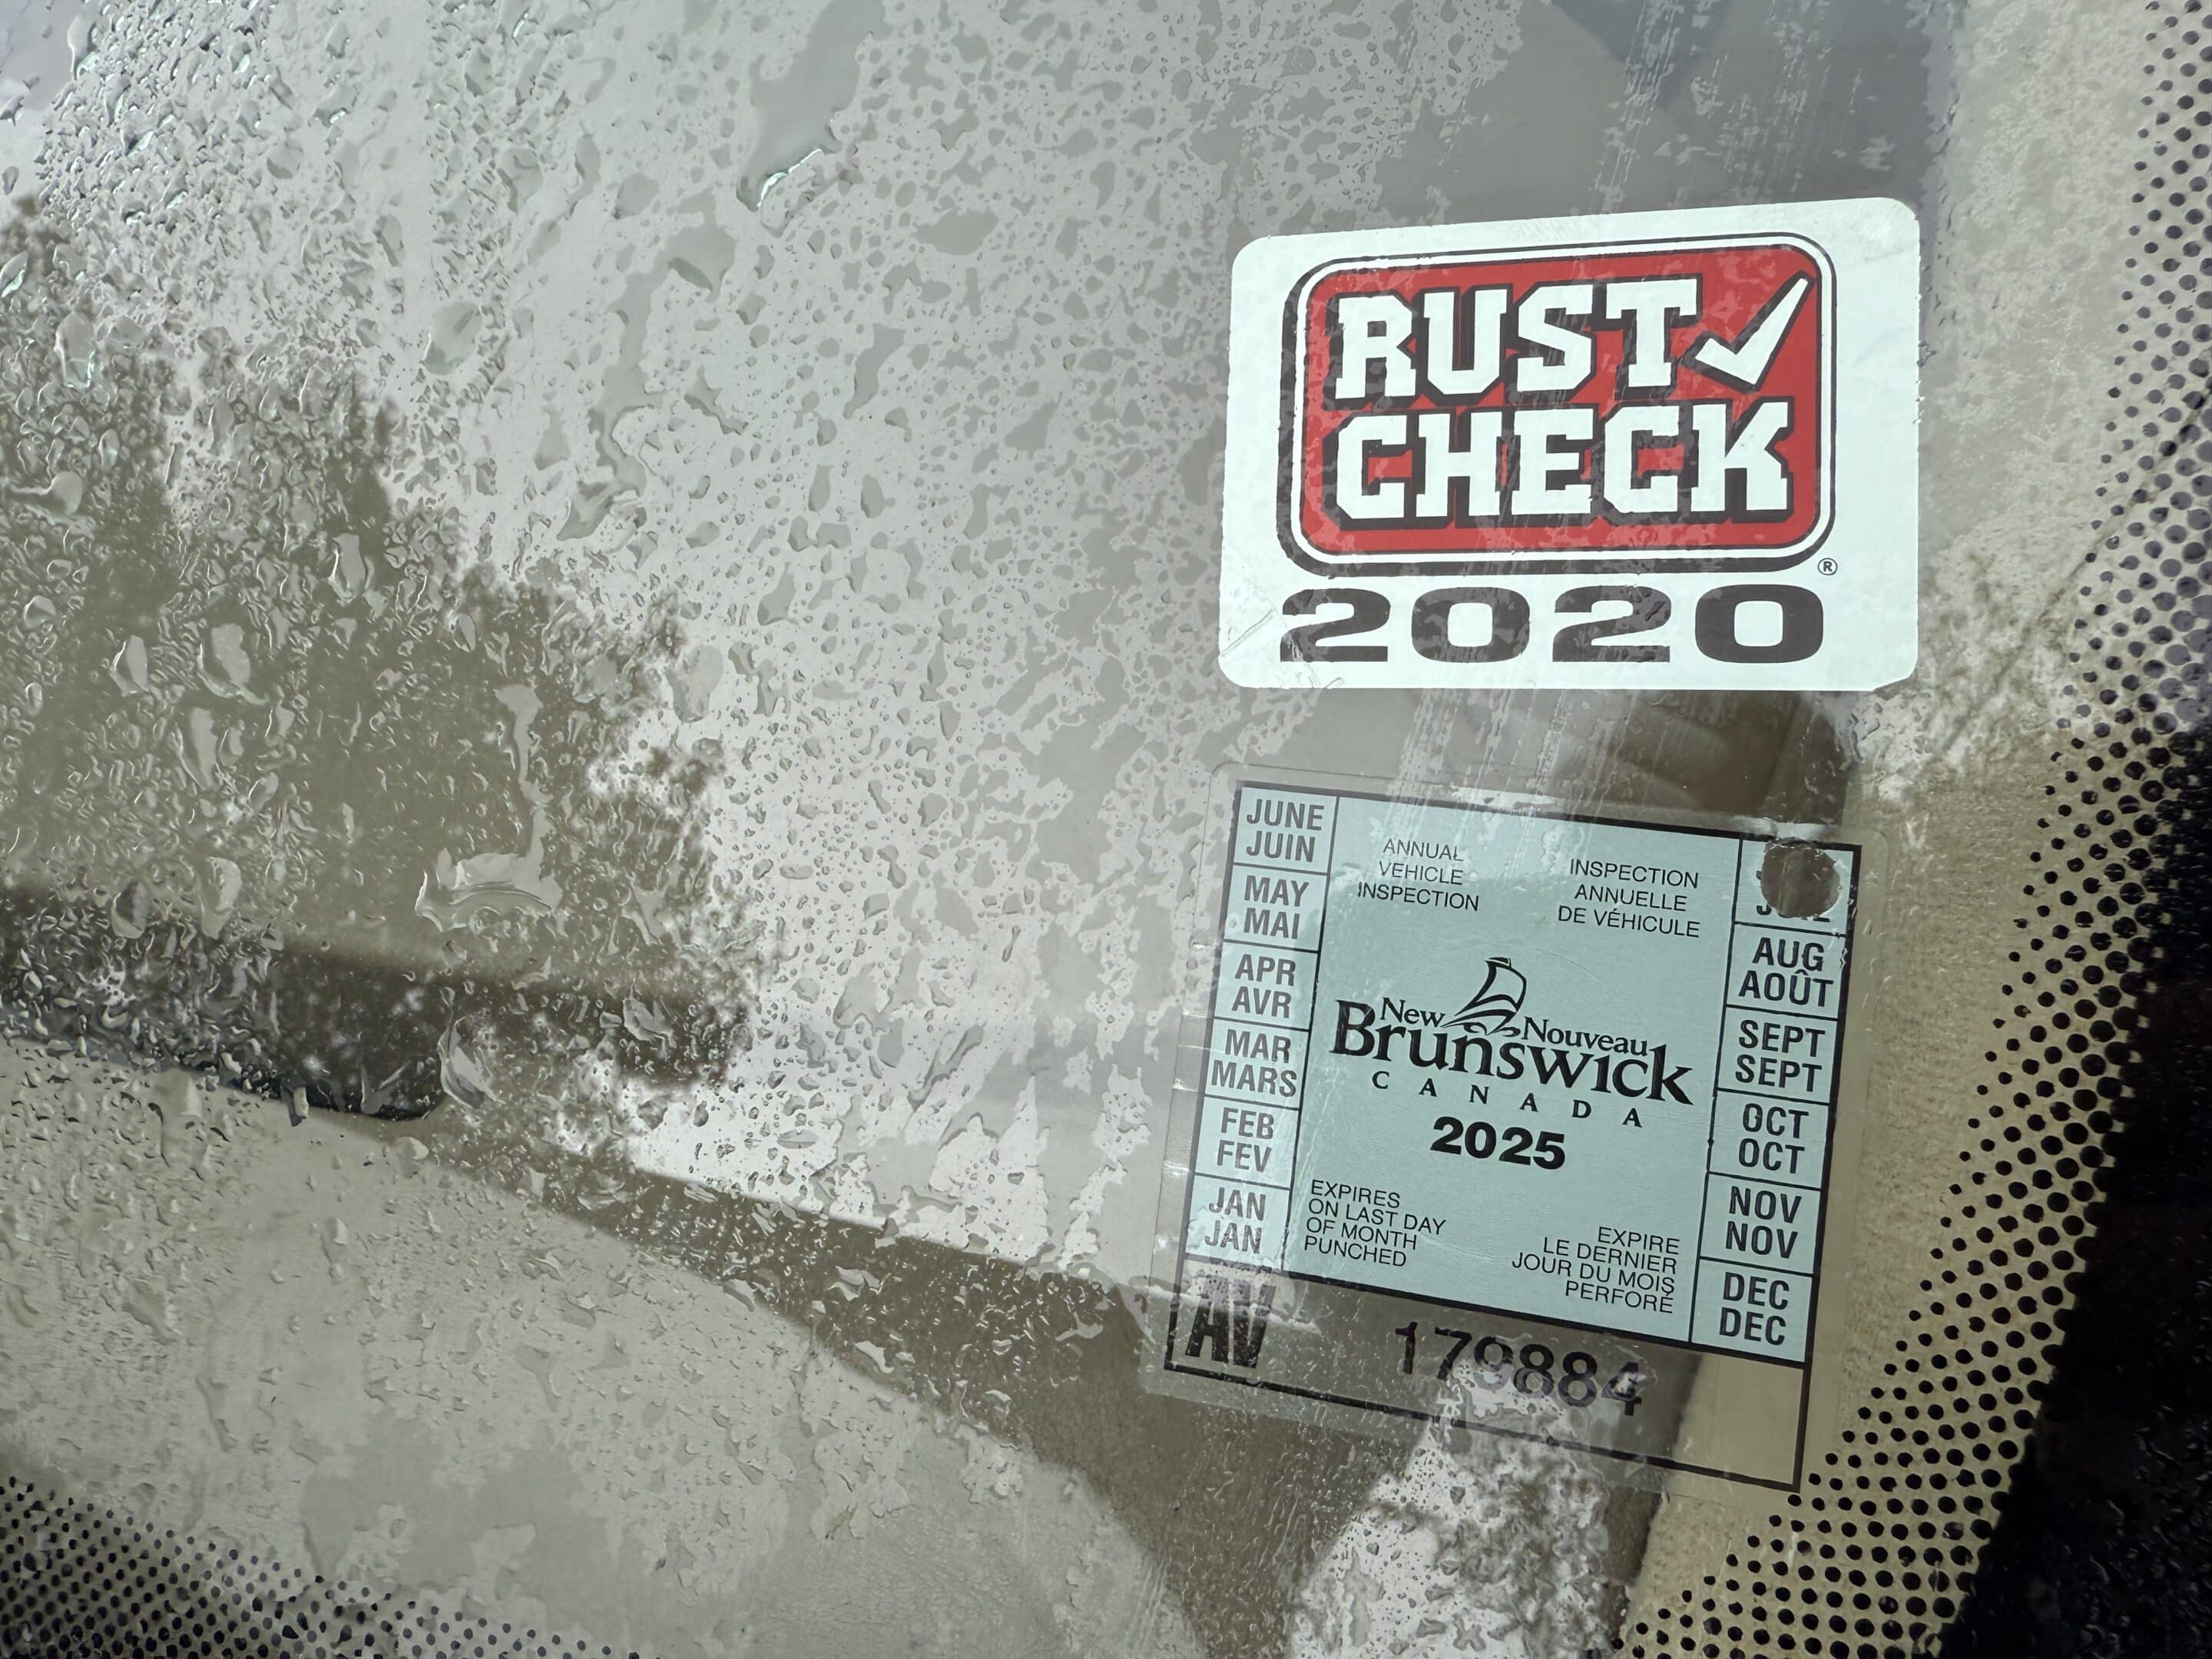 RUST
CHECK
®
2020
JUNE
JUIN
MAY
MAI
APR
AVR
MAR
MARS
FEB
FEV
JAN
JAN
ANNUAL
VEHICLE
INSPECTION
INSPECTION
ANNUELLE
DE VÉHICULE
New Nouveau
Brunswick
CANADA
2025
EXPIRES
ON LAST DAY
OF MONTH
PUNCHED
EXPIRE
LE DERNIER
JOUR DU MOIS
PERFORÉ
AUG
AOÛT
SEPT
SEPT
OCT
OCT
NOV
NOV
DEC
DEC
AV
179884